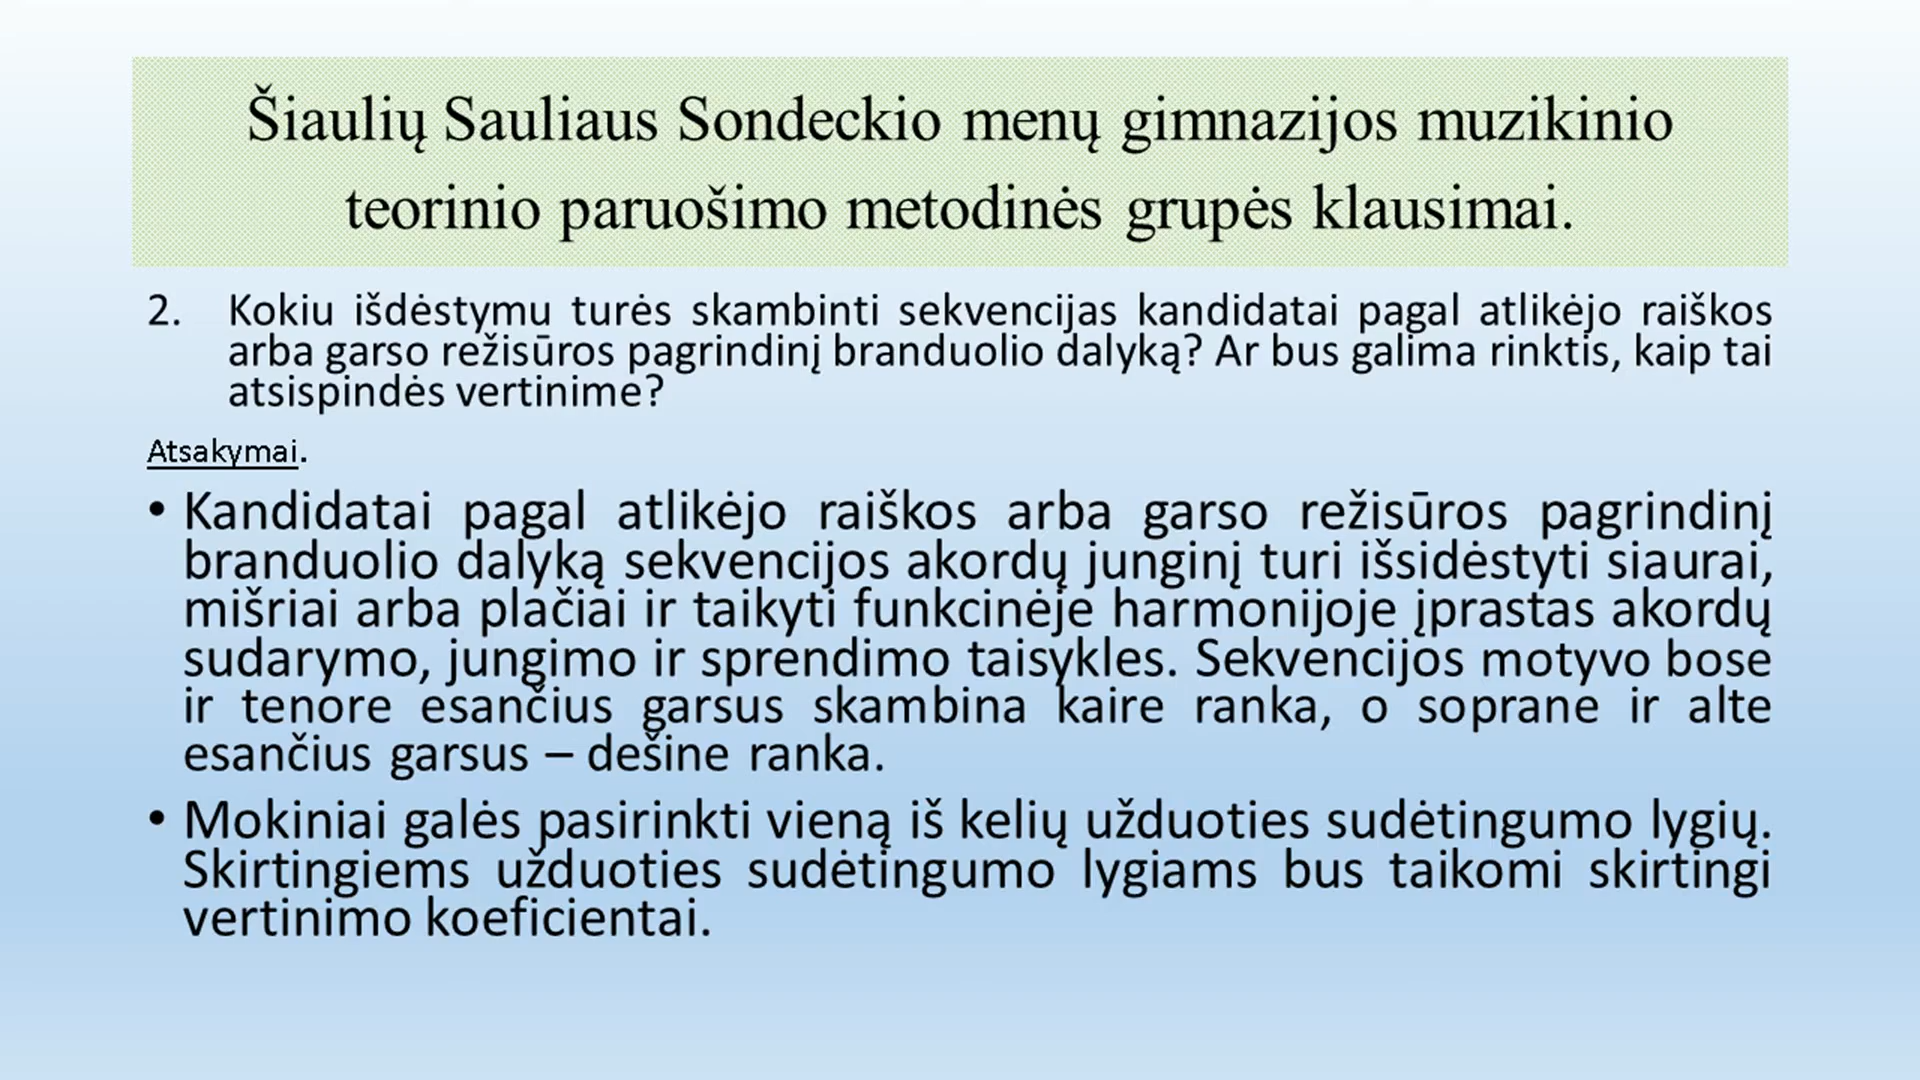 Šiaulių Sauliaus Sondeckio menų gimnazijos muzikinio
teorinio paruošimo metodinės grupės klausimai.
2. Kokiu išdėstymu turės skambinti sekvencijas kandidatai pagal atlikėjo raiškos
arba garso režisūros pagrindinį branduolio dalyką? Ar bus galima rinktis, kaip tai
atsispindės vertinime?
Atsakymai.
• Kandidatai pagal atlikėjo raiškos arba garso režisūros pagrindinį
branduolio dalyką sekvencijos akordų junginį turi išsidėstyti siaurai,
mišriai arba plačiai ir taikyti funkcinėje harmonijoje įprastas akordų
sudarymo, jungimo ir sprendimo taisykles. Sekvencijos motyvo bose
ir tenore esančius garsus skambina kaire ranka, o soprane ir alte
esančius garsus – dešine ranka.
• Mokiniai galės pasirinkti vieną iš kelių užduoties sudėtingumo lygių.
Skirtingiems užduoties sudėtingumo lygiams bus taikomi skirtingi
vertinimo koeficientai.